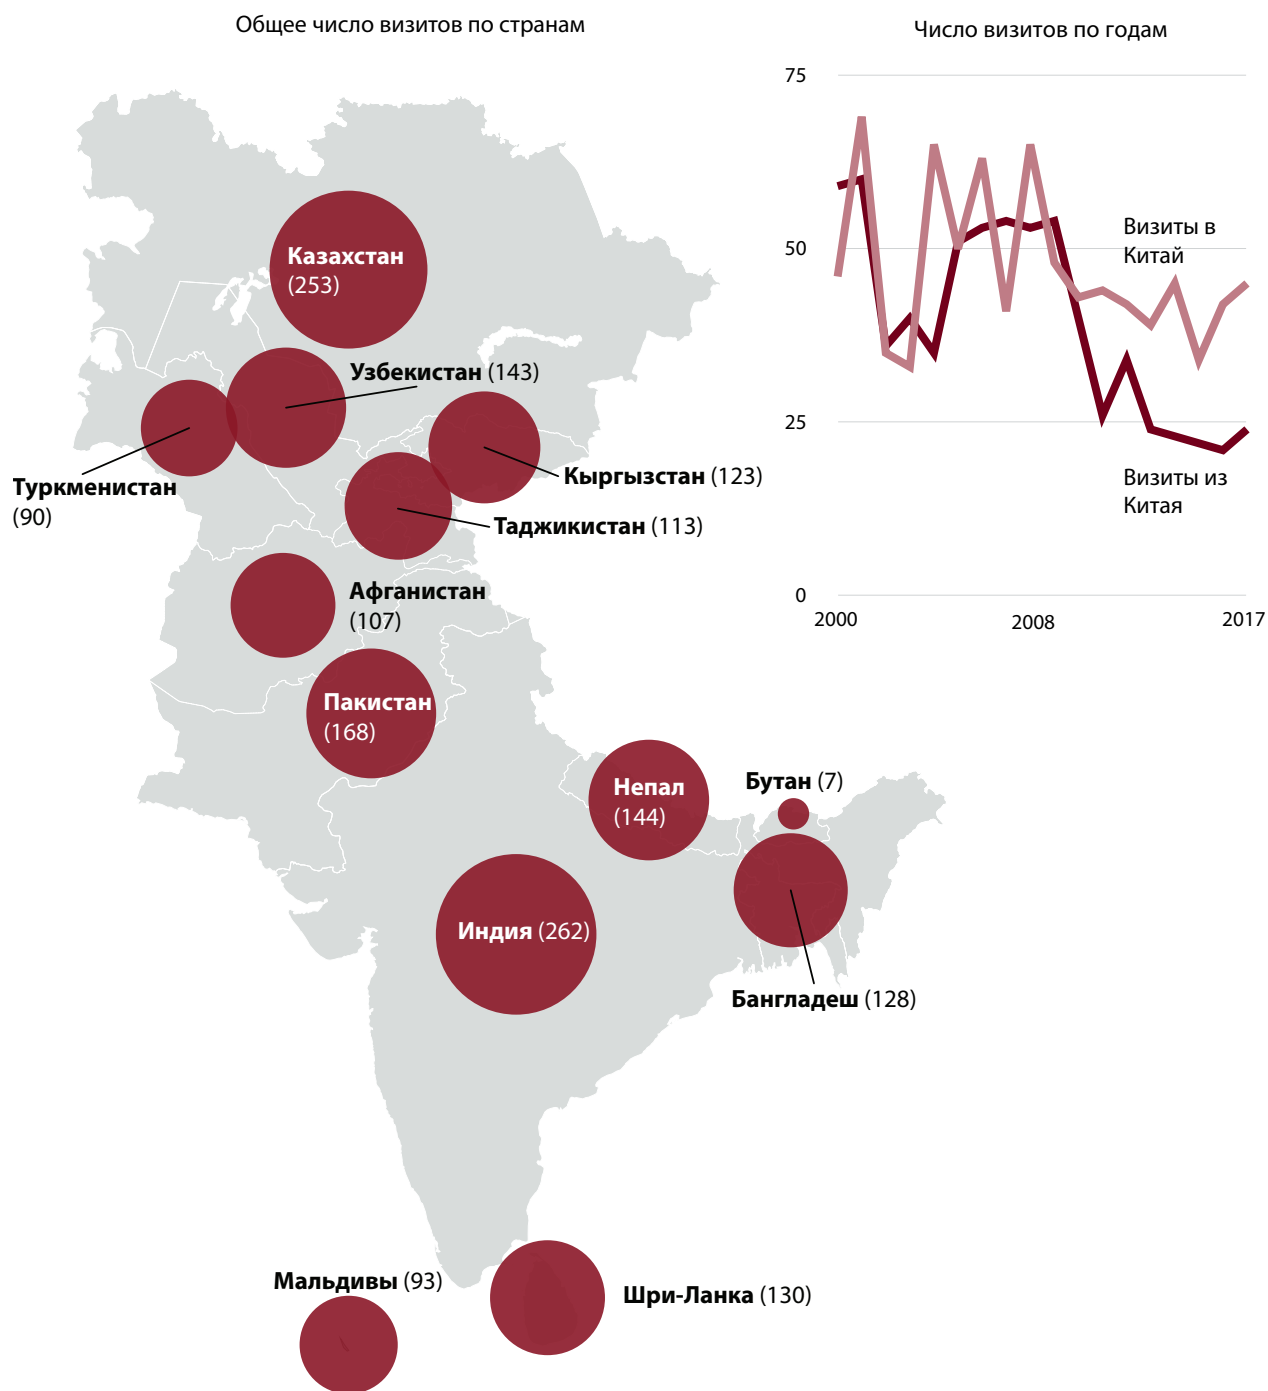 Общее число визитов по странам
Казахстан
(253)
Узбекистан (143)
Туркменистан
(90)
Кыргызстан (123)
Таджикистан (113)
Афганистан
(107)
Пакистан
(168)
Непал
(144)
Бутан (7)
Индия (262)
Бангладеш (128)
Мальдивы (93)
Шри-Ланка (130)
Число визитов по годам
75
50
25
0
2000
2008
2017
Визиты в
Китай
Визиты из
Китая